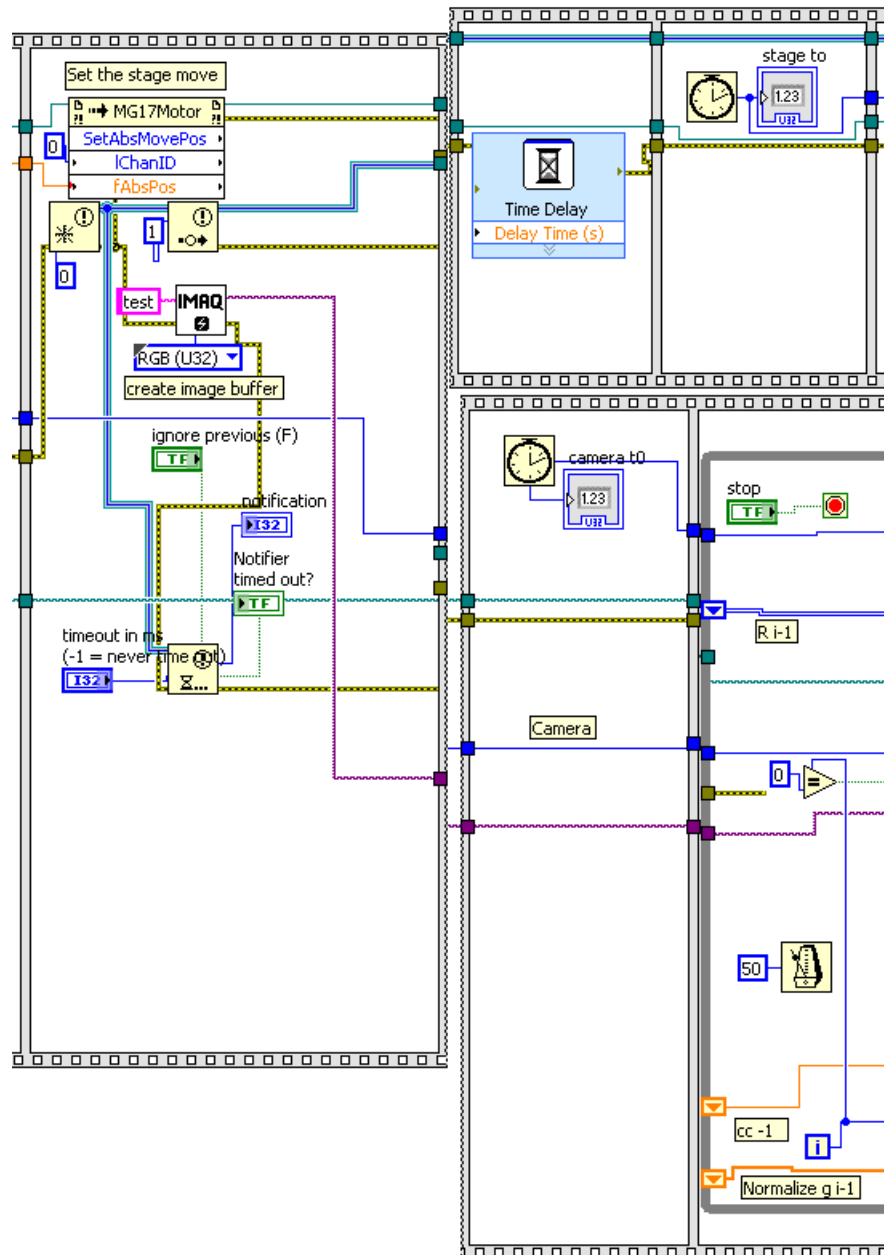 Set the stage move
MG17Motor
SetAbsMovePos
0
lChanID
fAbsPos
1
0
test
IMAQ
RGB (U32)
create image buffer
ignore previous (F)
TF
notification
I32
Notifier
timed out?
TF
timeout in ms
(-1 = never time out)
I32
stage to
1.23
U32
Time Delay
Delay Time (s)
camera t0
1.23
U32
stop
TF
R i-1
Camera
0
=
50
cc -1
i
Normalize g i-1